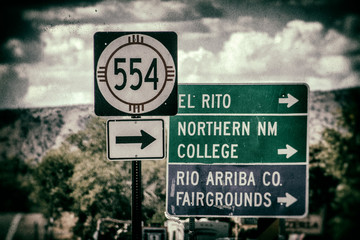 554
EL RITO
NORTHERN NM
COLLEGE
RIO ARRIBA CO.
FAIRGROUNDS